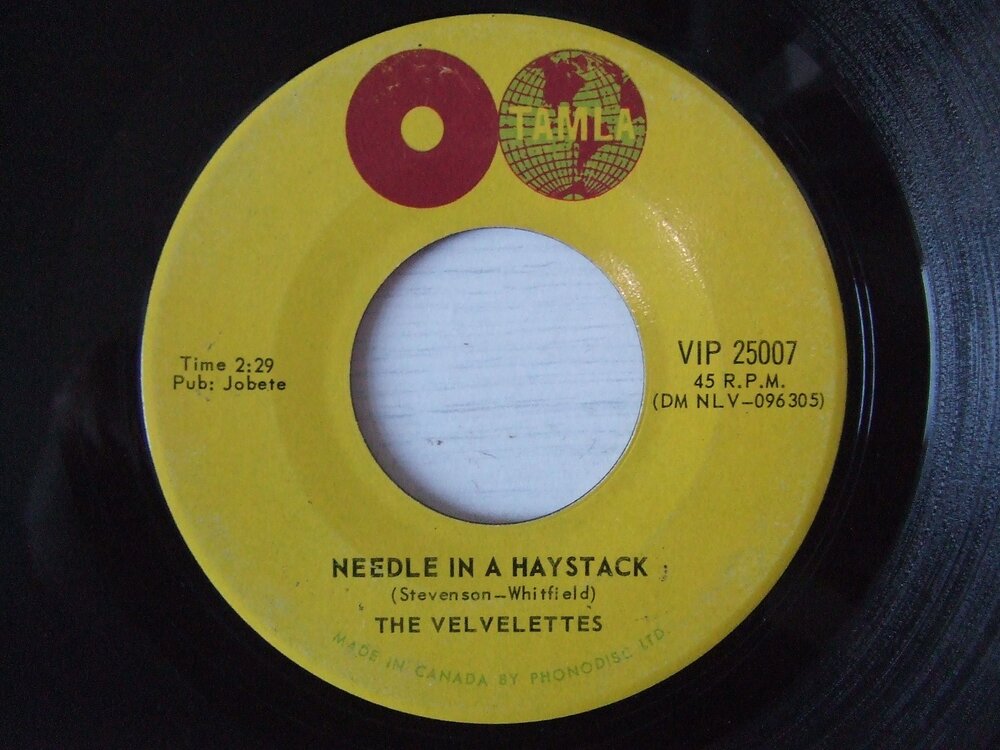 TAMLA
Time 2:29
Pub: Jobete
VIP 25007
45 R.P.M.
(DM NLV-096305)
NEEDLE IN A HAYSTACK
(Stevenson-Whitfield)
THE VELVELETTES
MADE IN CANADA BY PHONODISC LTD.